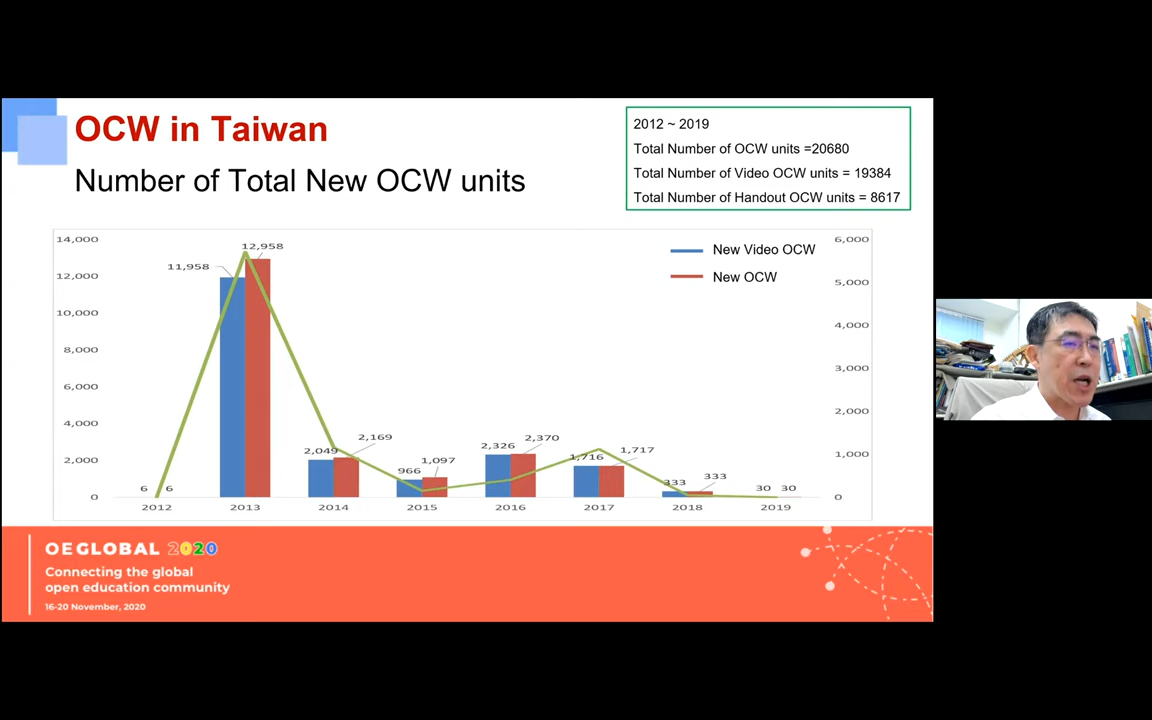 OCW in Taiwan
Number of Total New OCW units
2012 ~ 2019
Total Number of OCW units =20680
Total Number of Video OCW units = 19384
Total Number of Handout OCW units = 8617
14,000
12,000
10,000
8,000
6,000
4,000
2,000
0
6,000
5,000
4,000
3,000
2,000
1,000
0
New Video OCW
New OCW
6 6
11,958 12,958
2,049 2,169
966 1,097
2,326 2,370
1,716 1,717
333 333
30 30
2012 2013 2014 2015 2016 2017 2018 2019
OEGLOBAL 2020
Connecting the global
open education community
16-20 November, 2020